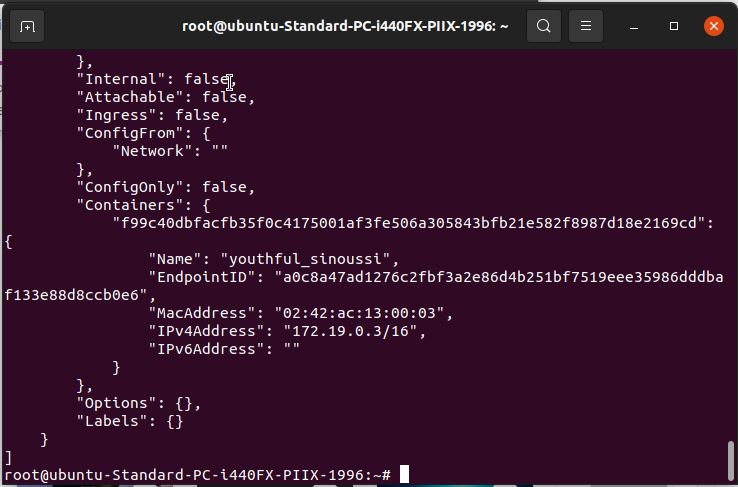 root@ubuntu-Standard-PC-i440FX-PIIX-1996: ~
},
"Internal": false,
"Attachable": false,
"Ingress": false,
"ConfigFrom": {
"Network": ""
},
"ConfigOnly": false,
"Containers": {
"f99c40dbfacfb35f0c4175001af3fe506a305843bfb21e582f8987d18e2169cd":
{
"Name": "youthful_sinoussi",
"EndpointID": "a0c8a47ad1276c2fbf3a2e86d4b251bf7519eee35986dddba
f133e88d8ccb0e6",
"MacAddress": "02:42:ac:13:00:03",
"IPv4Address": "172.19.0.3/16",
"IPv6Address": ""
}
},
"Options": {},
"Labels": {}
}
]
root@ubuntu-Standard-PC-i440FX-PIIX-1996:~#